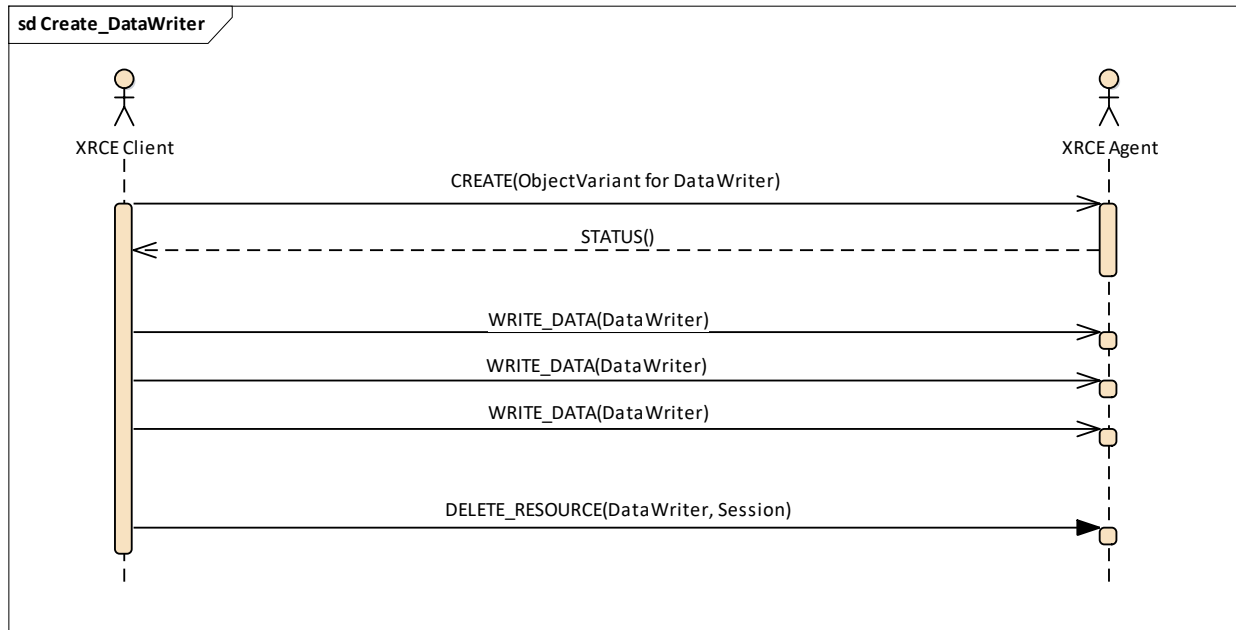 sd Create_DataWriter
XRCE Client
XRCE Agent
CREATE(ObjectVariant for DataWriter)
STATUS()
WRITE_DATA(DataWriter)
WRITE_DATA(DataWriter)
WRITE_DATA(DataWriter)
DELETE_RESOURCE(DataWriter, Session)